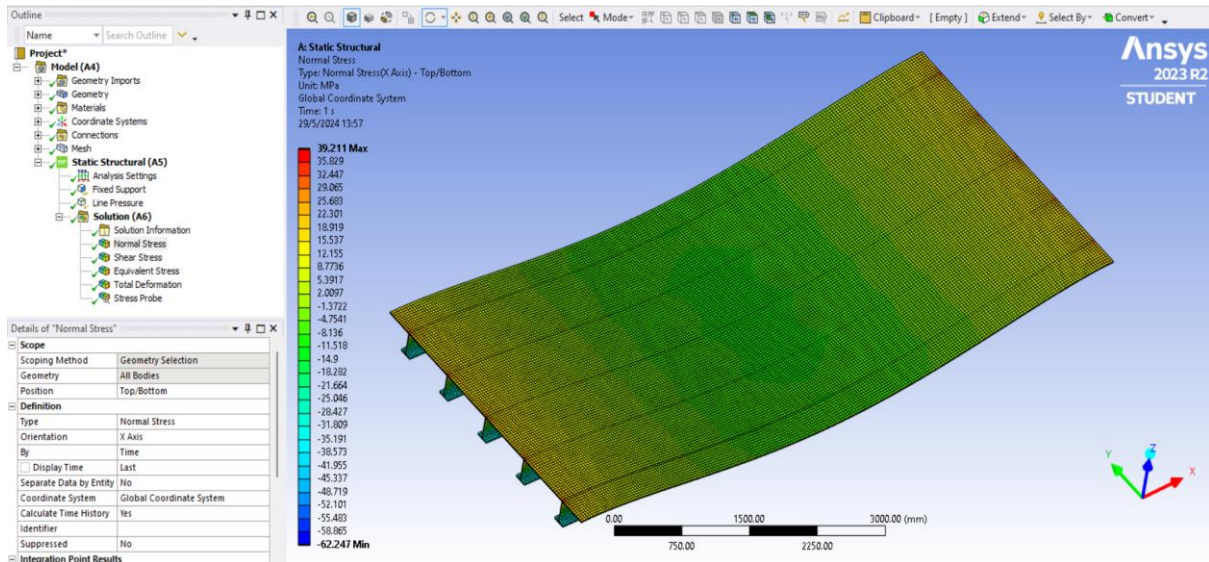 Outline
Name Search Outline
Project*
Model (A4)
Geometry Imports
Geometry
Materials
Coordinate Systems
Connections
Mesh
Static Structural (A5)
Analysis Settings
Fixed Support
Line Pressure
Solution (A6)
Solution Information
Normal Stress
Shear Stress
Equivalent Stress
Total Deformation
Stress Probe
Details of "Normal Stress"
Scope
Scoping Method Geometry Selection
Geometry All Bodies
Position Top/Bottom
Definition
Type Normal Stress
Orientation X Axis
By Time
Display Time Last
Separate Data by Entity No
Coordinate System Global Coordinate System
Calculate Time History Yes
Identifier
Suppressed No
Integration Point Results
Select Mode Clipboard [ Empty ] Extend Select By Convert
A: Static Structural
Normal Stress
Type: Normal Stress(X Axis) - Top/Bottom
Unit: MPa
Global Coordinate System
Time: 1 s
29/5/2024 13:57
39.211 Max
35.829
32.447
29.065
25.683
22.301
18.919
15.537
12.155
8.7736
5.3917
2.0097
-1.3722
-4.7541
-8.136
-11.518
-14.9
-18.282
-21.664
-25.046
-28.427
-31.809
-35.191
-38.573
-41.955
-45.337
-48.719
-52.101
-55.483
-58.865
-62.247 Min
Ansys
2023 R2
STUDENT
Y Z X
0.00 1500.00 3000.00 (mm)
750.00 2250.00